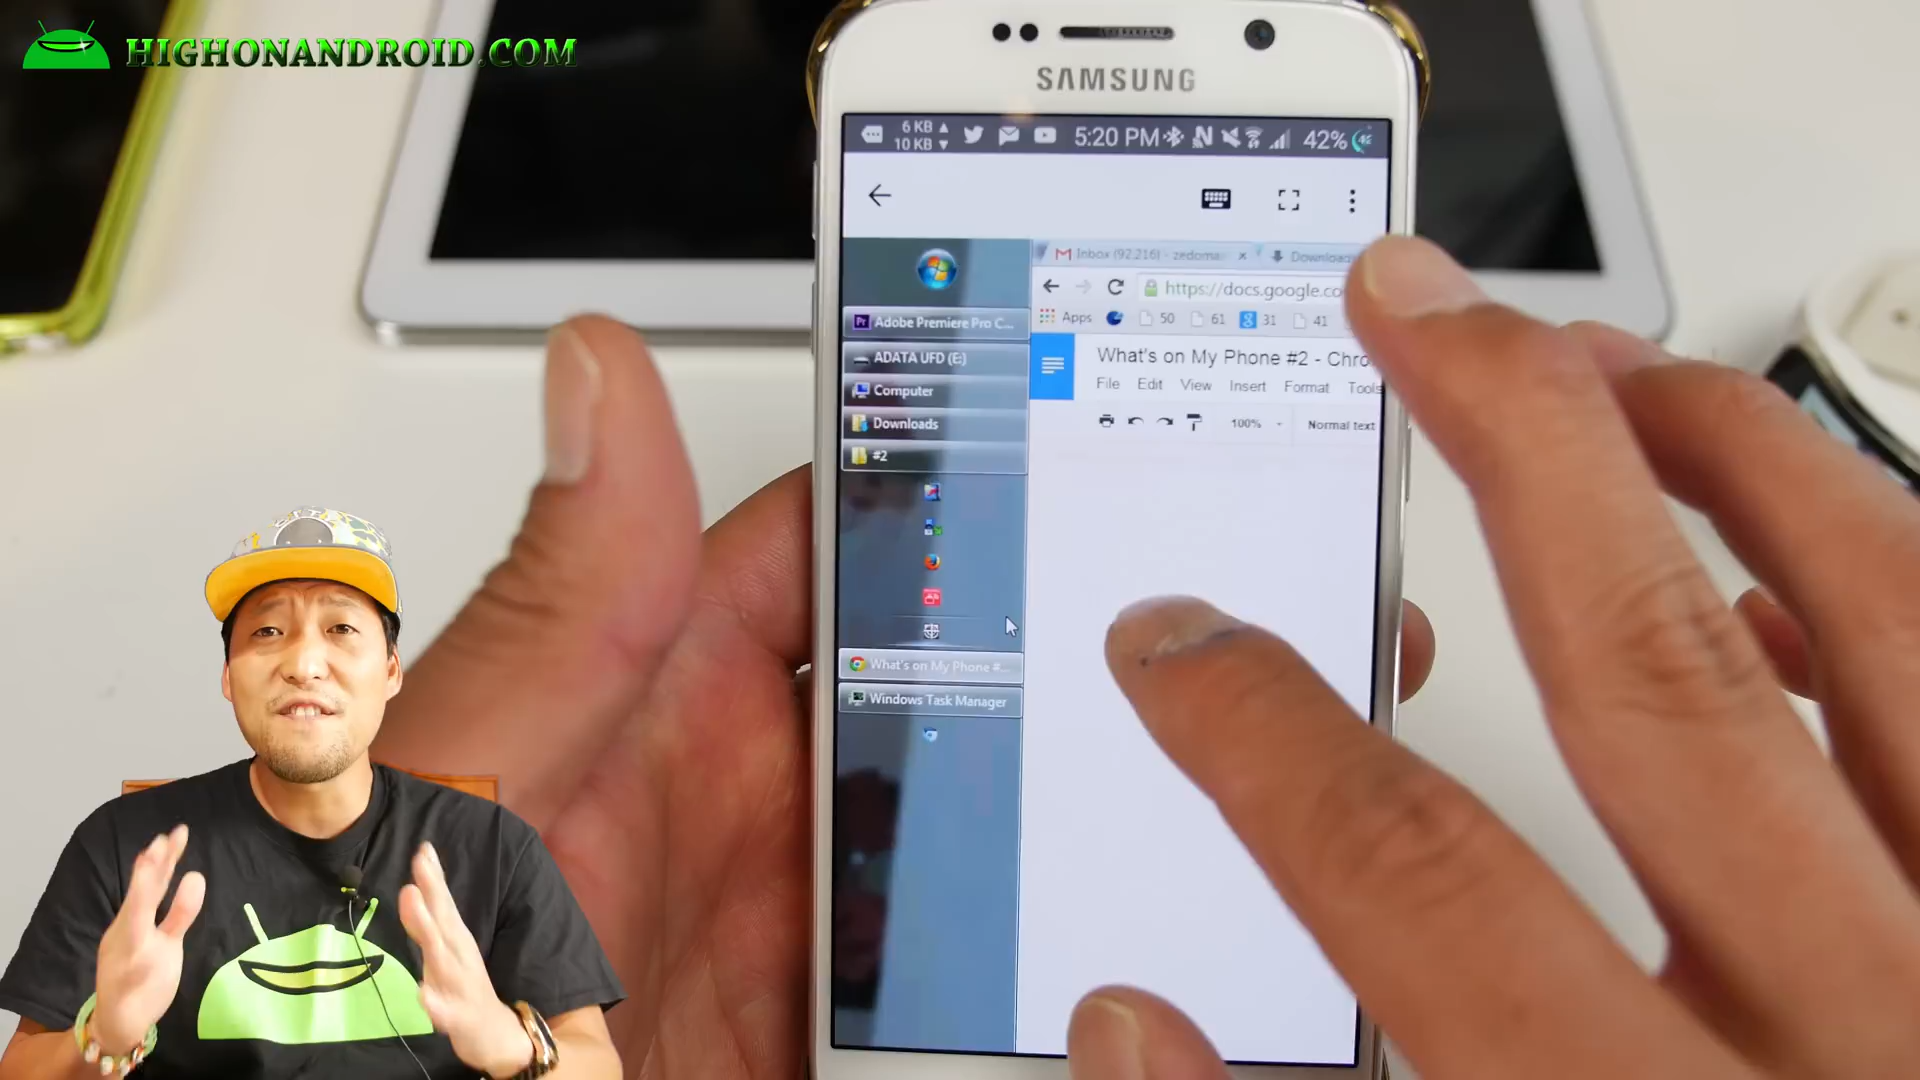 HIGHONANDROID.COM
SAMSUNG
6 KB
10 KB
5:20 PM
42%
Inbox (92,216) - zedoma
Downloads
https://docs.google.co
Apps
50
61
31
41
What's on My Phone #2 - Chro
File Edit View Insert Format Tools
100%
Normal text
Adobe Premiere Pro C...
ADATA UFD (E:)
Computer
Downloads
#2
What's on My Phone #...
Windows Task Manager